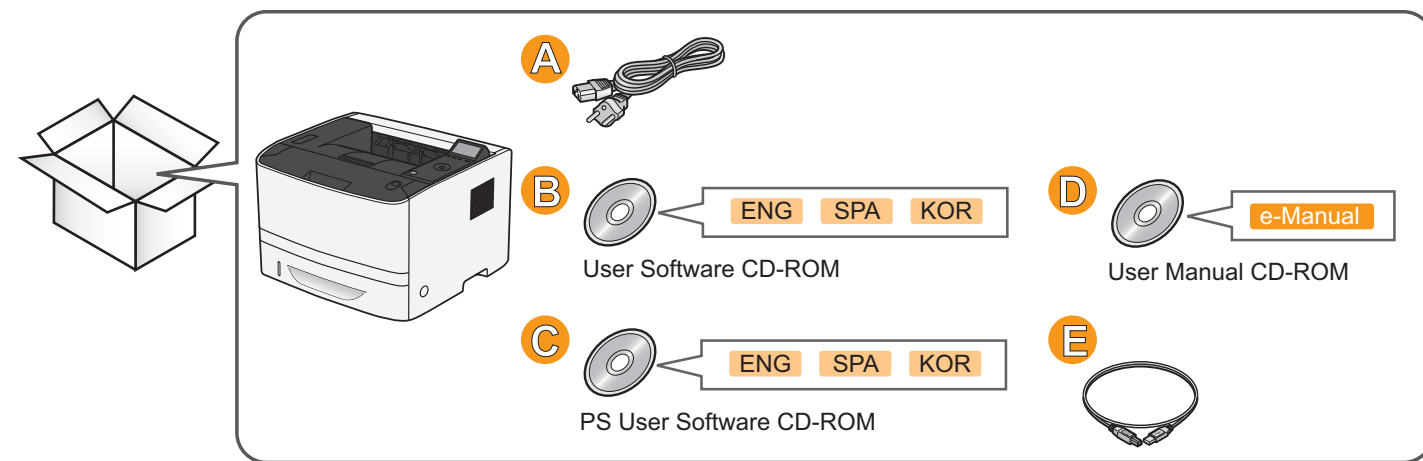 A
B
ENG SPA KOR
User Software CD-ROM
C
ENG SPA KOR
PS User Software CD-ROM
D
e-Manual
User Manual CD-ROM
E